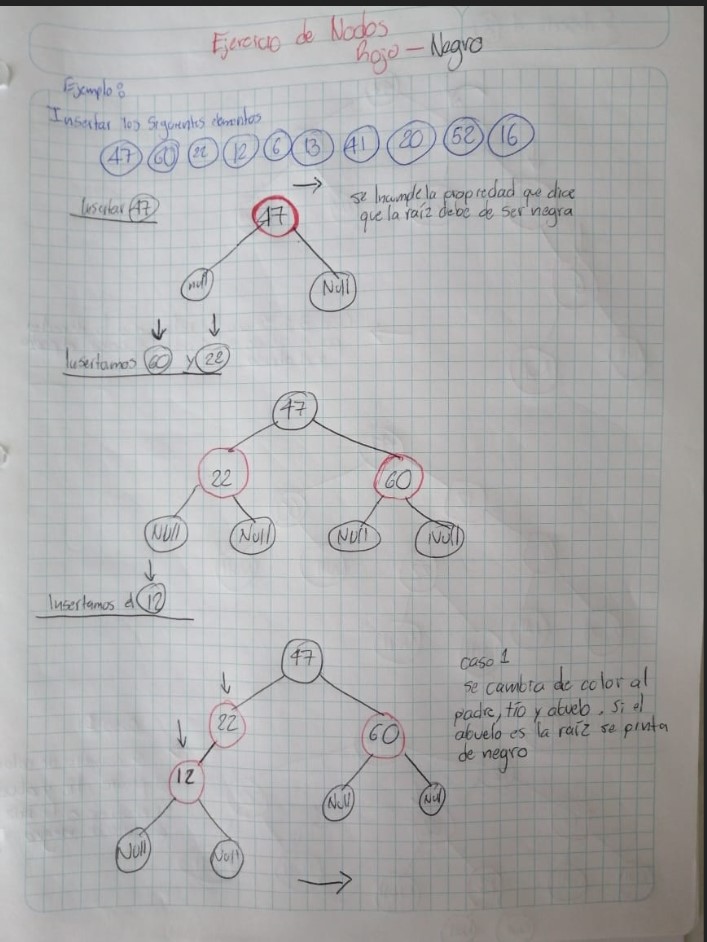 Ejercicio de Nodos
Rojo - Negro
Ejemplo:
Insertar los siguientes elementos
47 60 22 12 6 13 41 20 52 16
Insertar 47
47
se incumple la propiedad que dice
que la raíz debe de ser negra
null Null
Insertamos 60 y 22
47
22 60
Null Null Null Null
Insertamos el 12
47
caso 1
se cambia de color al
padre, tío y abuelo. Si el
abuelo es la raíz se pinta
de negro
22 60
12
Null Null
Null Null